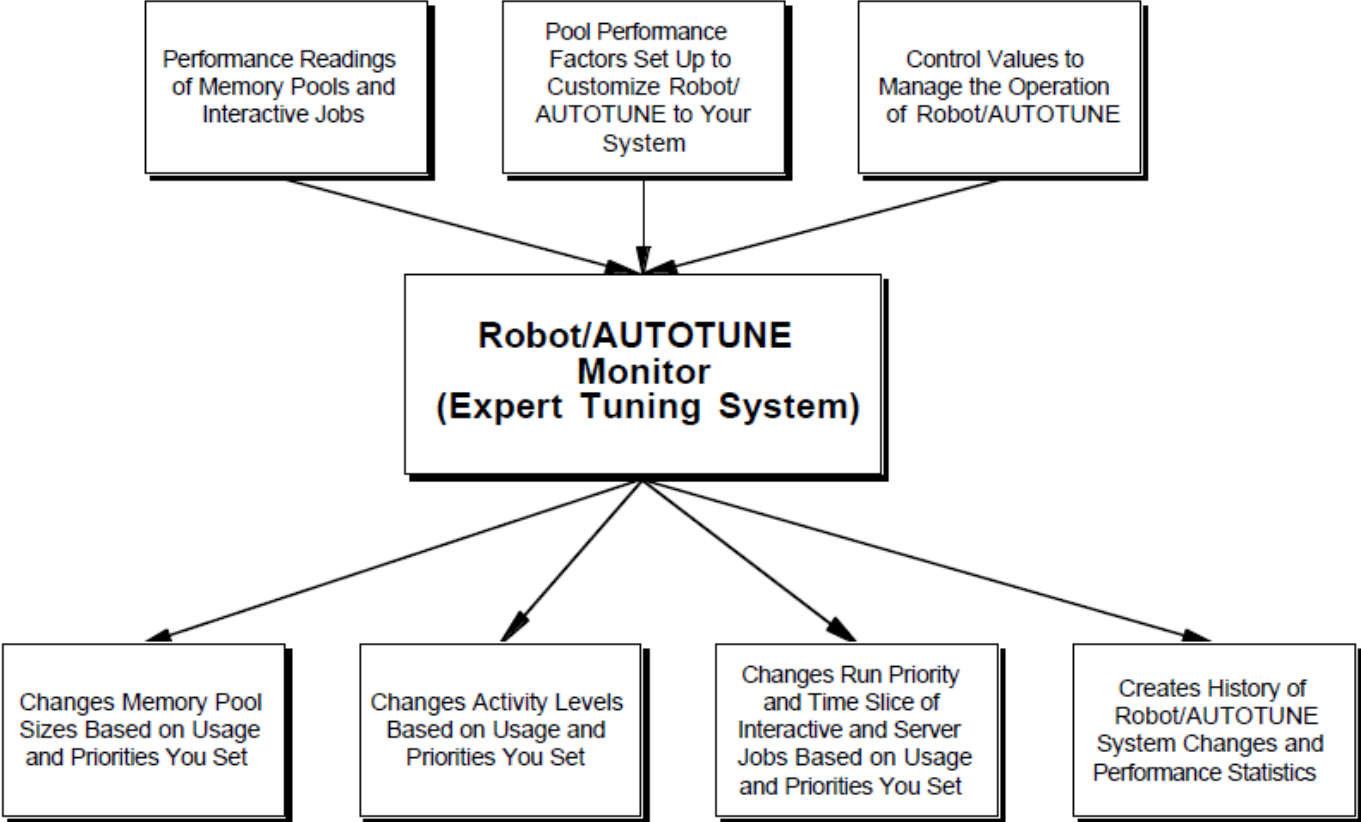 Performance Readings
of Memory Pools and
Interactive Jobs
Pool Performance
Factors Set Up to
Customize Robot/
AUTOTUNE to Your
System
Control Values to
Manage the Operation
of Robot/AUTOTUNE
Robot/AUTOTUNE
Monitor
(Expert Tuning System)
Changes Memory Pool
Sizes Based on Usage
and Priorities You Set
Changes Activity Levels
Based on Usage and
Priorities You Set
Changes Run Priority
and Time Slice of
Interactive and Server
Jobs Based on Usage
and Priorities You Set
Creates History of
Robot/AUTOTUNE
System Changes and
Performance Statistics